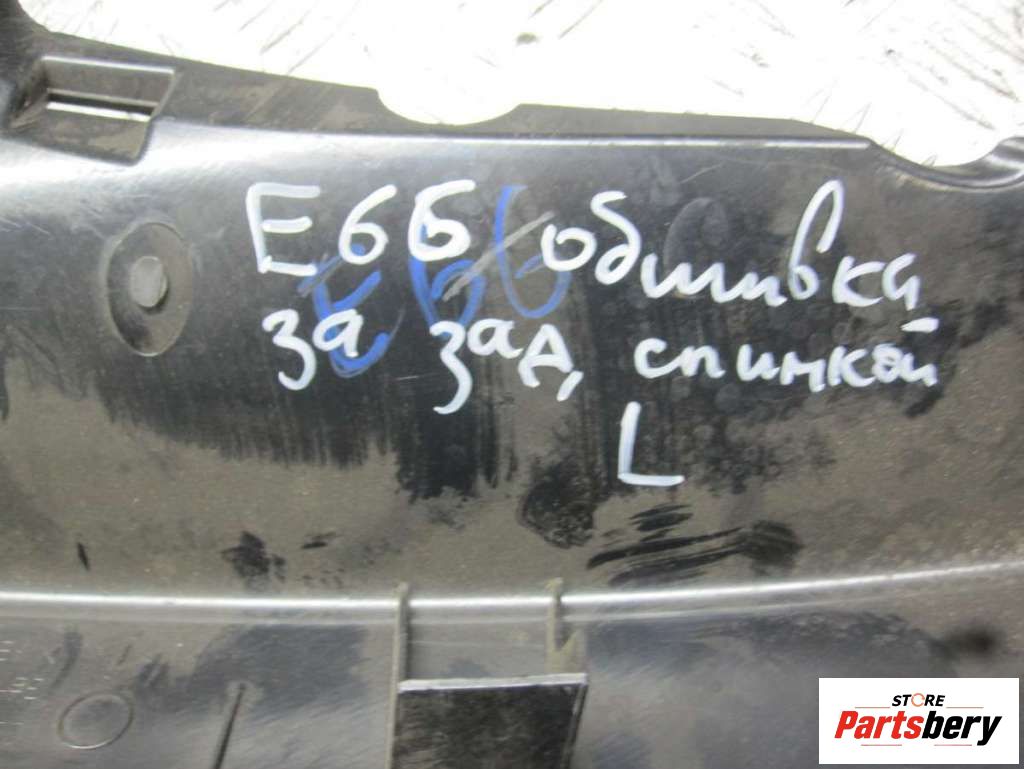 E66 обшивка
за зад, спинкой
L
STORE
Partsbery